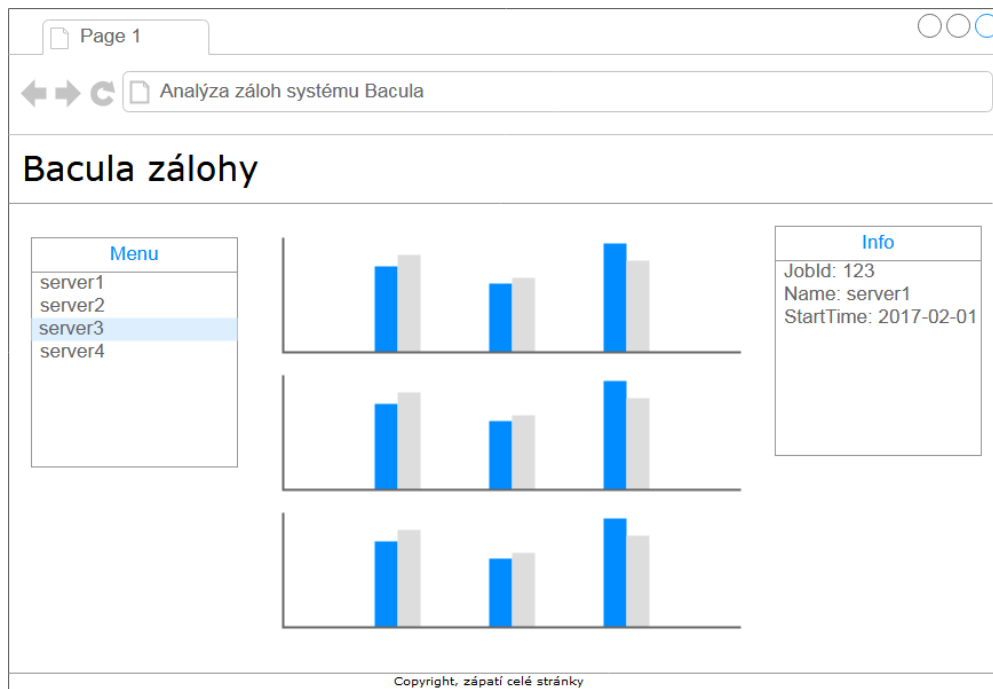 Page 1
Analýza záloh systému Bacula
Bacula zálohy
Menu
server1
server2
server3
server4
Info
JobId: 123
Name: server1
StartTime: 2017-02-01
Copyright, zápatí celé stránky